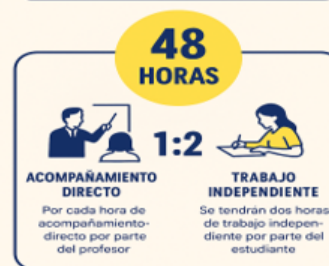 48
HORAS
1:2
ACOMPAÑAMIENTO
DIRECTO
Por cada hora de
acompañamiento-
directo por parte
del profesor
TRABAJO
INDEPENDIENTE
Se tendrán dos horas
de trabajo indepen-
diente por parte del
estudiante